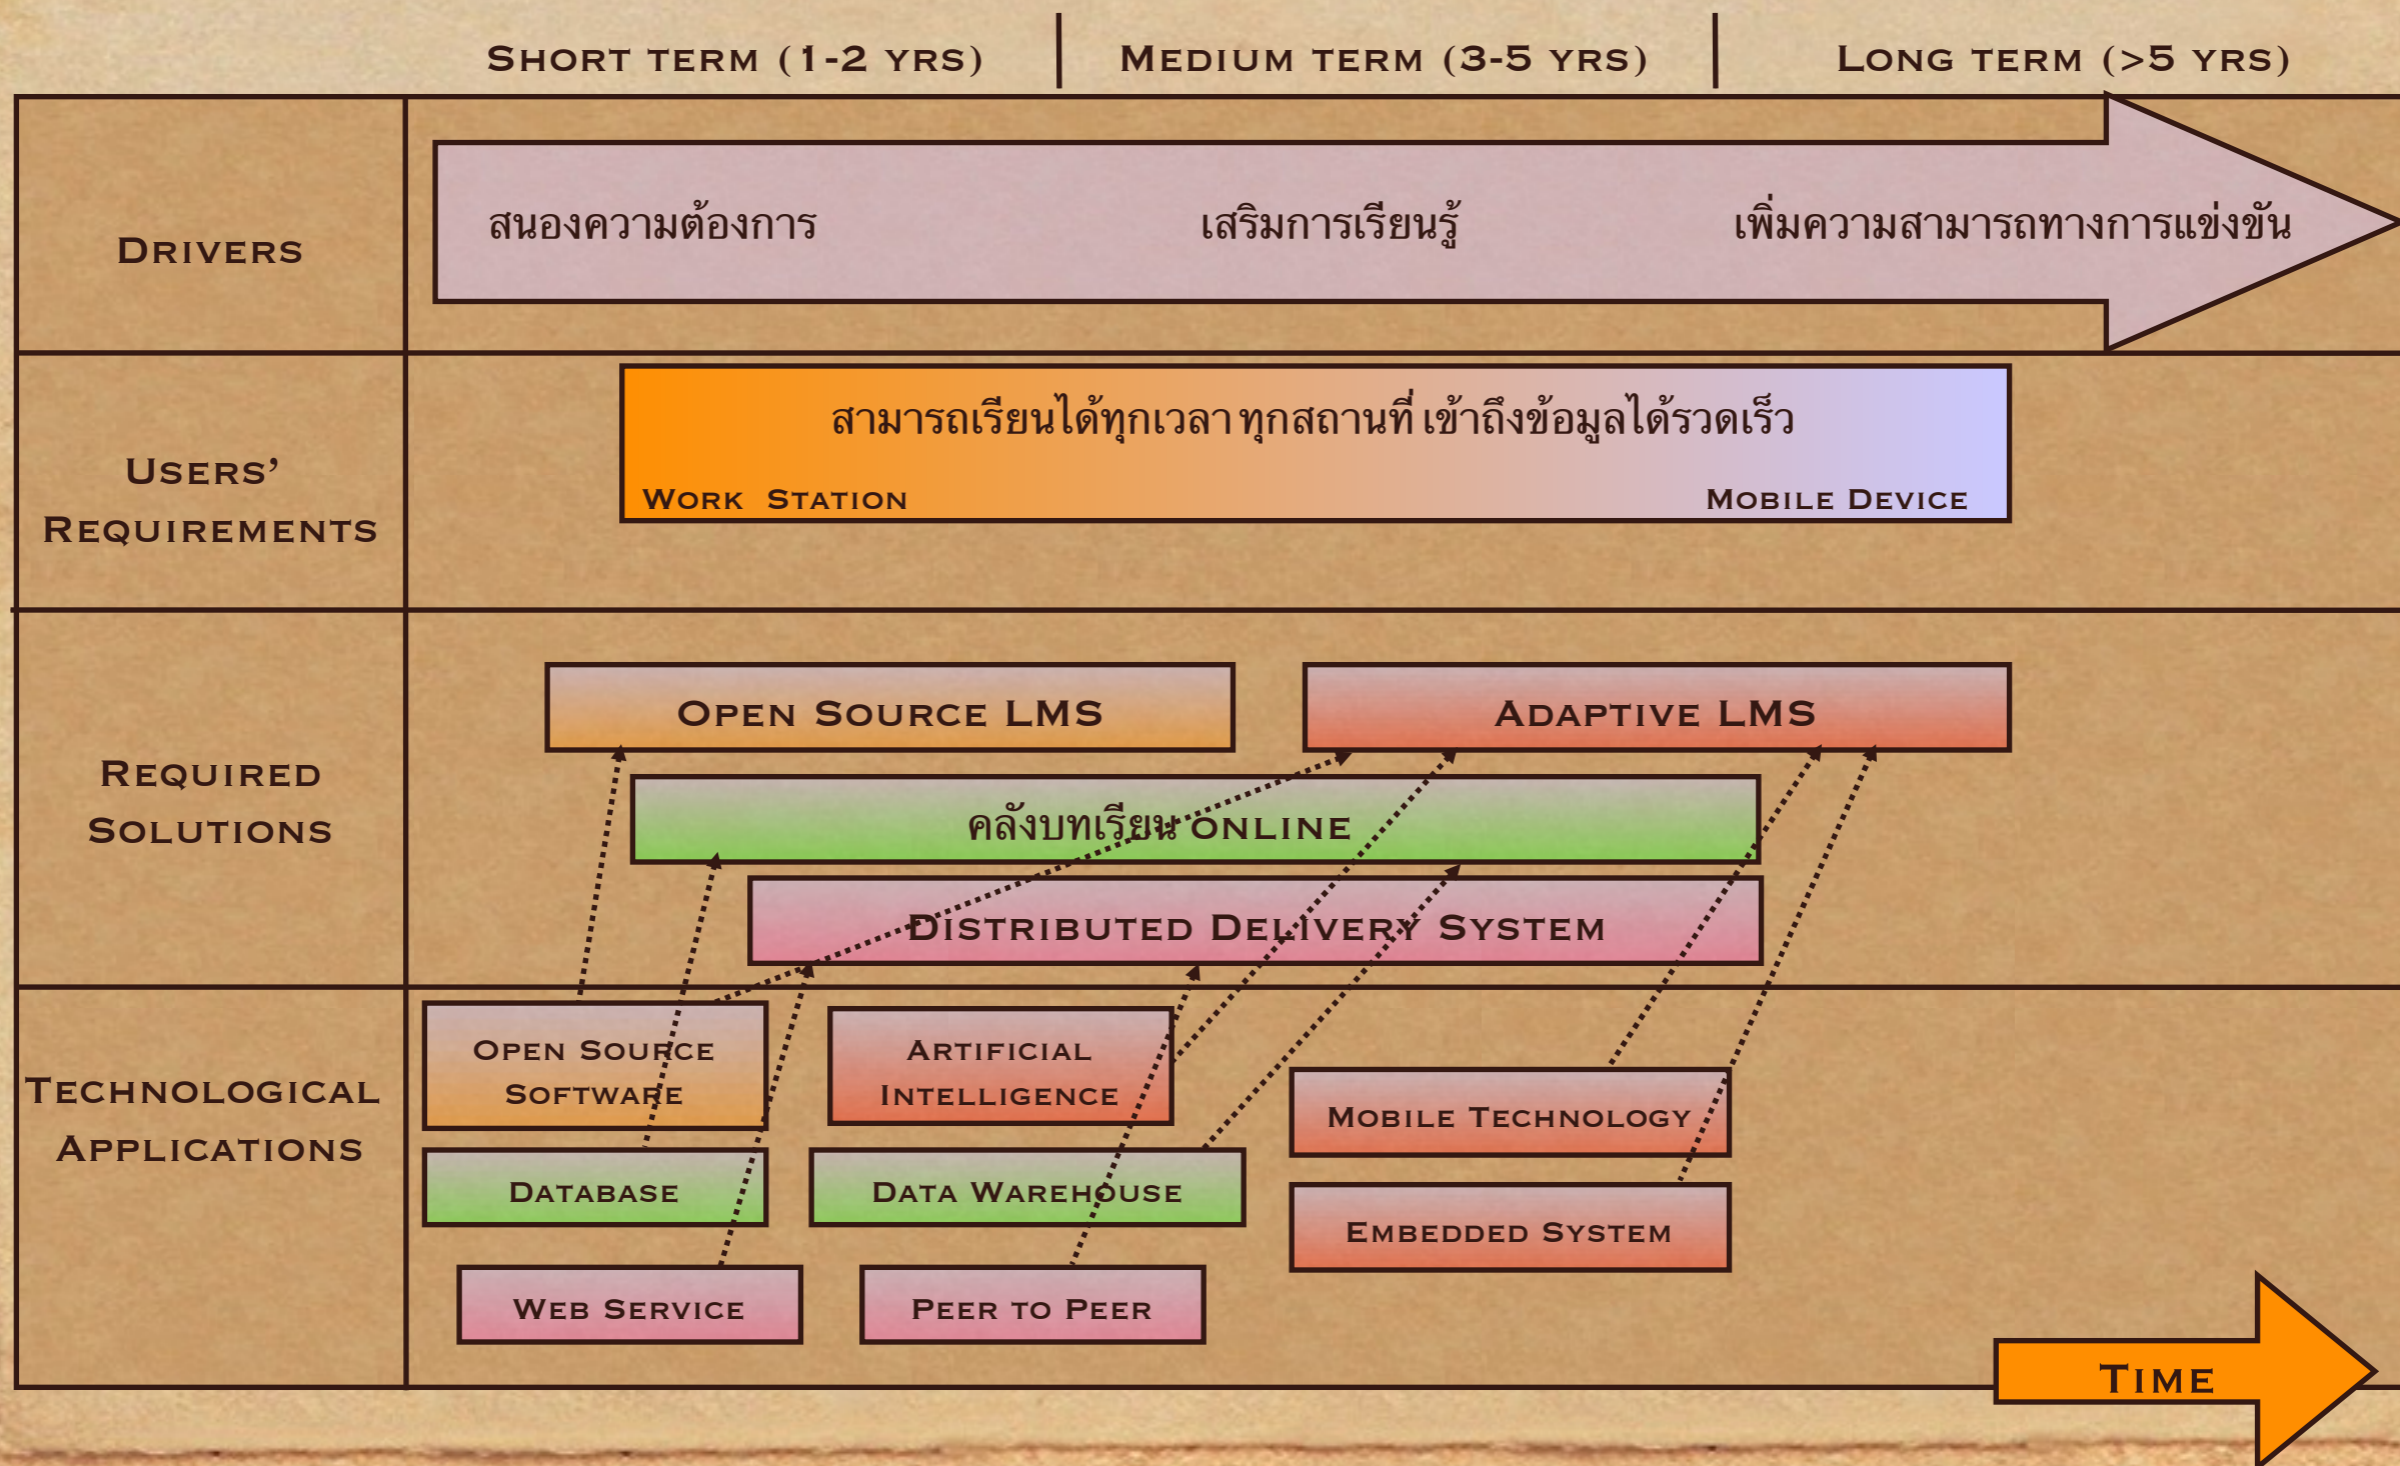 SHORT TERM (1-2 YRS)
MEDIUM TERM (3-5 YRS)
LONG TERM (>5 YRS)
DRIVERS
สนองความต้องการ
เสริมการเรียนรู้
เพิ่มความสามารถทางการแข่งขัน
USERS'
REQUIREMENTS
สามารถเรียนได้ทุกเวลา ทุกสถานที่ เข้าถึงข้อมูลได้รวดเร็ว
WORK STATION
MOBILE DEVICE
REQUIRED
SOLUTIONS
OPEN SOURCE LMS
ADAPTIVE LMS
คลังบทเรียน ONLINE
DISTRIBUTED DELIVERY SYSTEM
TECHNOLOGICAL
APPLICATIONS
OPEN SOURCE
SOFTWARE
ARTIFICIAL
INTELLIGENCE
MOBILE TECHNOLOGY
DATABASE
DATA WAREHOUSE
EMBEDDED SYSTEM
WEB SERVICE
PEER TO PEER
TIME